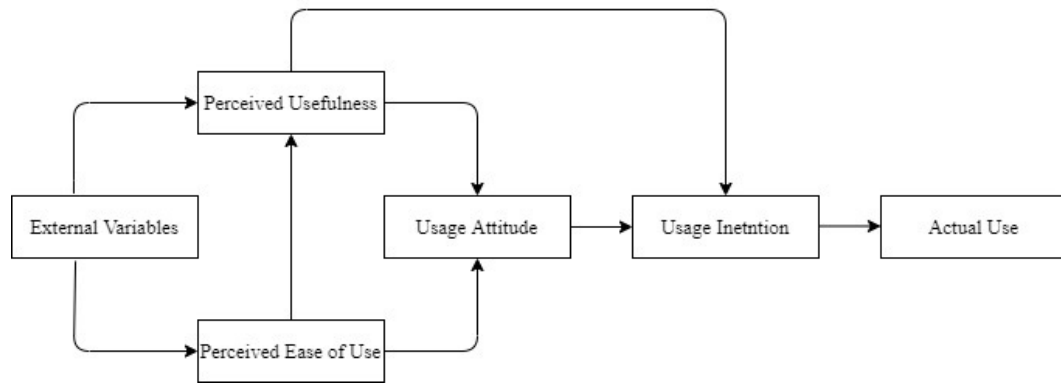 Perceived Usefulness
External Variables
Usage Attitude
Usage Inetntion
Actual Use
Perceived Ease of Use